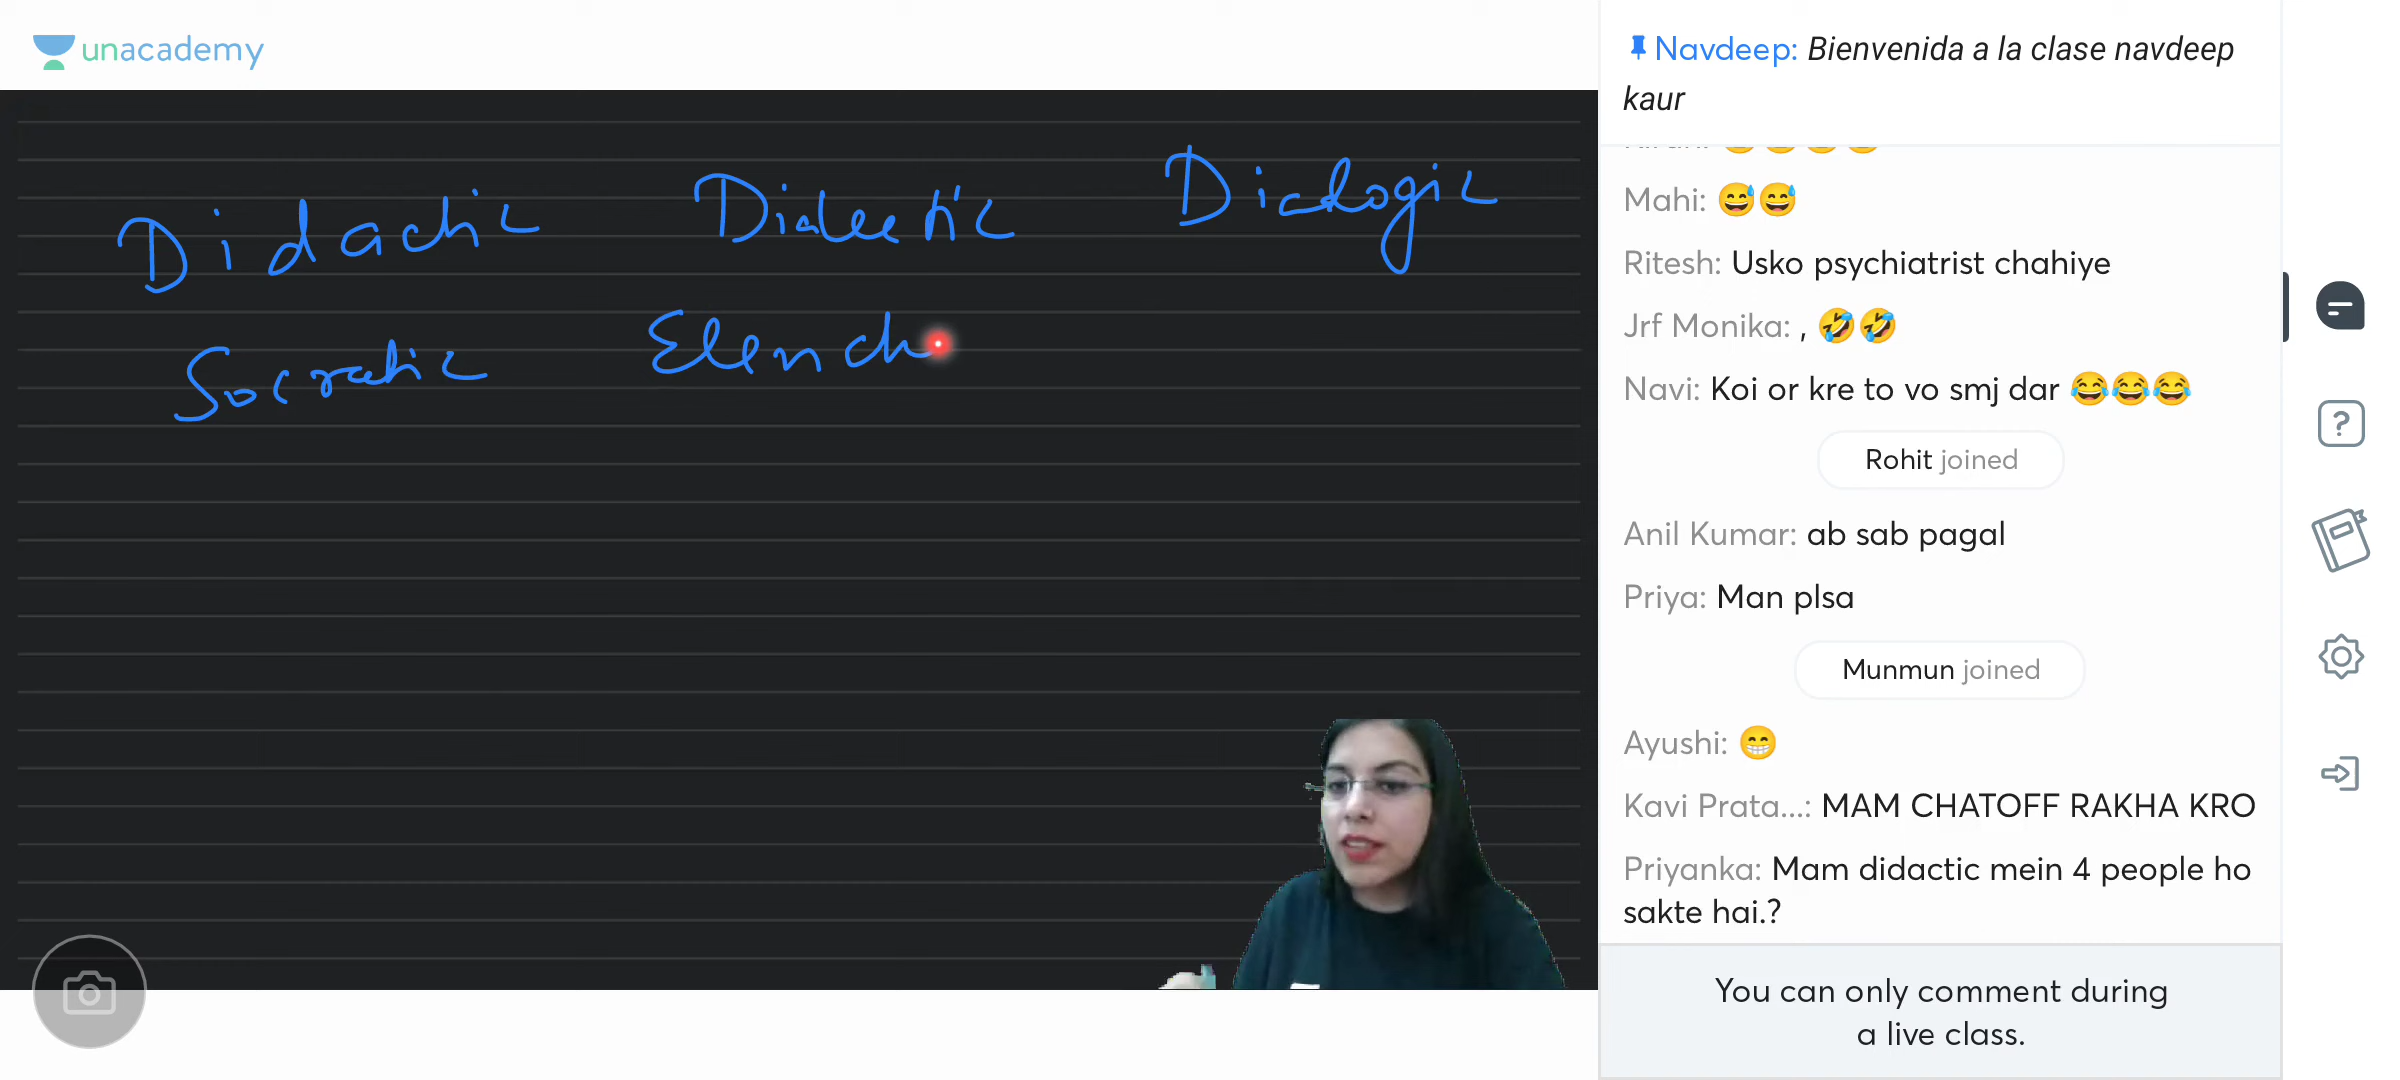 unacademy
Didactic Dialectic Dialogic
Socratic Elench
Navdeep: Bienvenida a la clase navdeep
kaur
Mahi: 😅😅
Ritesh: Usko psychiatrist chahiye
Jrf Monika: , 🤣🤣
Navi: Koi or kre to vo smj dar 😂😂😂
Rohit joined
Anil Kumar: ab sab pagal
Priya: Man plsa
Munmun joined
Ayushi: 😁
Kavi Prata...: MAM CHATOFF RAKHA KRO
Priyanka: Mam didactic mein 4 people ho
sakte hai.?
You can only comment during
a live class.